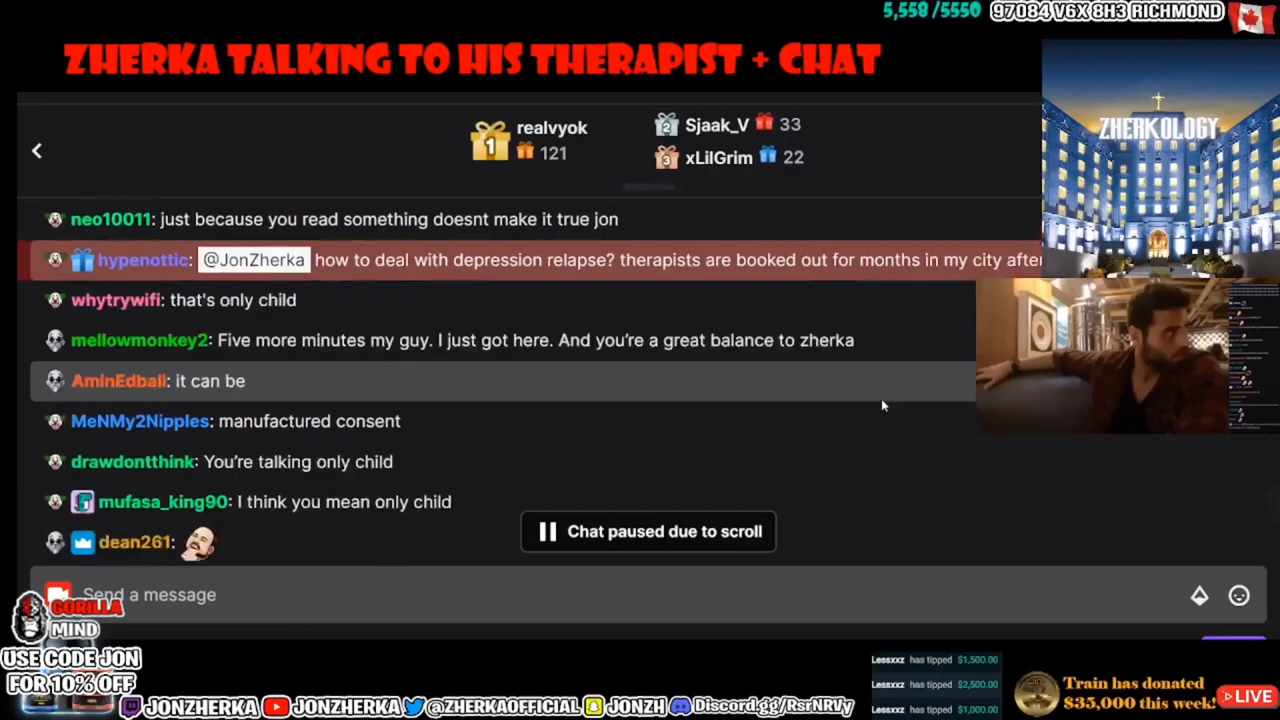 5,558 /5550 97084 V6X 8H3 RICHMOND
ZHERKA TALKING TO HIS THERAPIST + CHAT
ZHERKOLOGY
1 realvyok 121
2 Sjaak_V 33
3 xLilGrim 22
neo10011: just because you read something doesnt make it true jon
hypenottic: @JonZherka how to deal with depression relapse? therapists are booked out for months in my city after
whytrywifi: that's only child
mellowmonkey2: Five more minutes my guy. I just got here. And you're a great balance to zherka
AminEdbali: it can be
MeNMy2Nipples: manufactured consent
drawdontthink: You're talking only child
mufasa_king90: I think you mean only child
dean261:
Chat paused due to scroll
Send a message
GORILLA
MIND
USE CODE JON
FOR 10% OFF
Lessxxz has tipped $1,500.00
Lessxxz has tipped $2,500.00
Lessxxz has tipped $1,000.00
Train has donated
$35,000 this week!
LIVE
JONZHERKA JONZHERKA @ZHERKAOFFICIAL JONZH Discord.gg/RsrNRVy